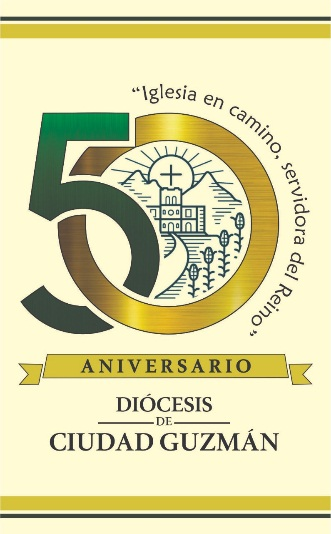 "Iglesia en camino, servidora del Reino"
50
ANIVERSARIO
DIÓCESIS
DE
CIUDAD GUZMÁN